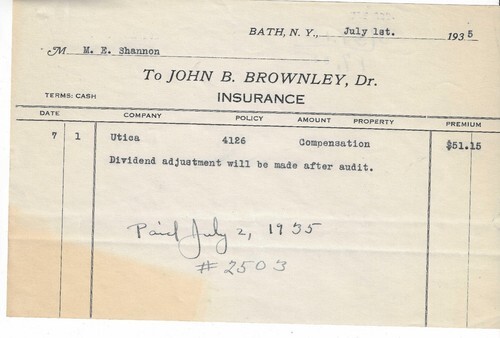 BATH, N. Y., July 1st. 1935
M M. E. Shannon
To JOHN B. BROWNLEY, Dr.
TERMS: CASH INSURANCE
DATE COMPANY POLICY AMOUNT PROPERTY PREMIUM
7 1 Utica 4126 Compensation $51.15
Dividend adjustment will be made after audit.
Paid July 2, 1935
#2503